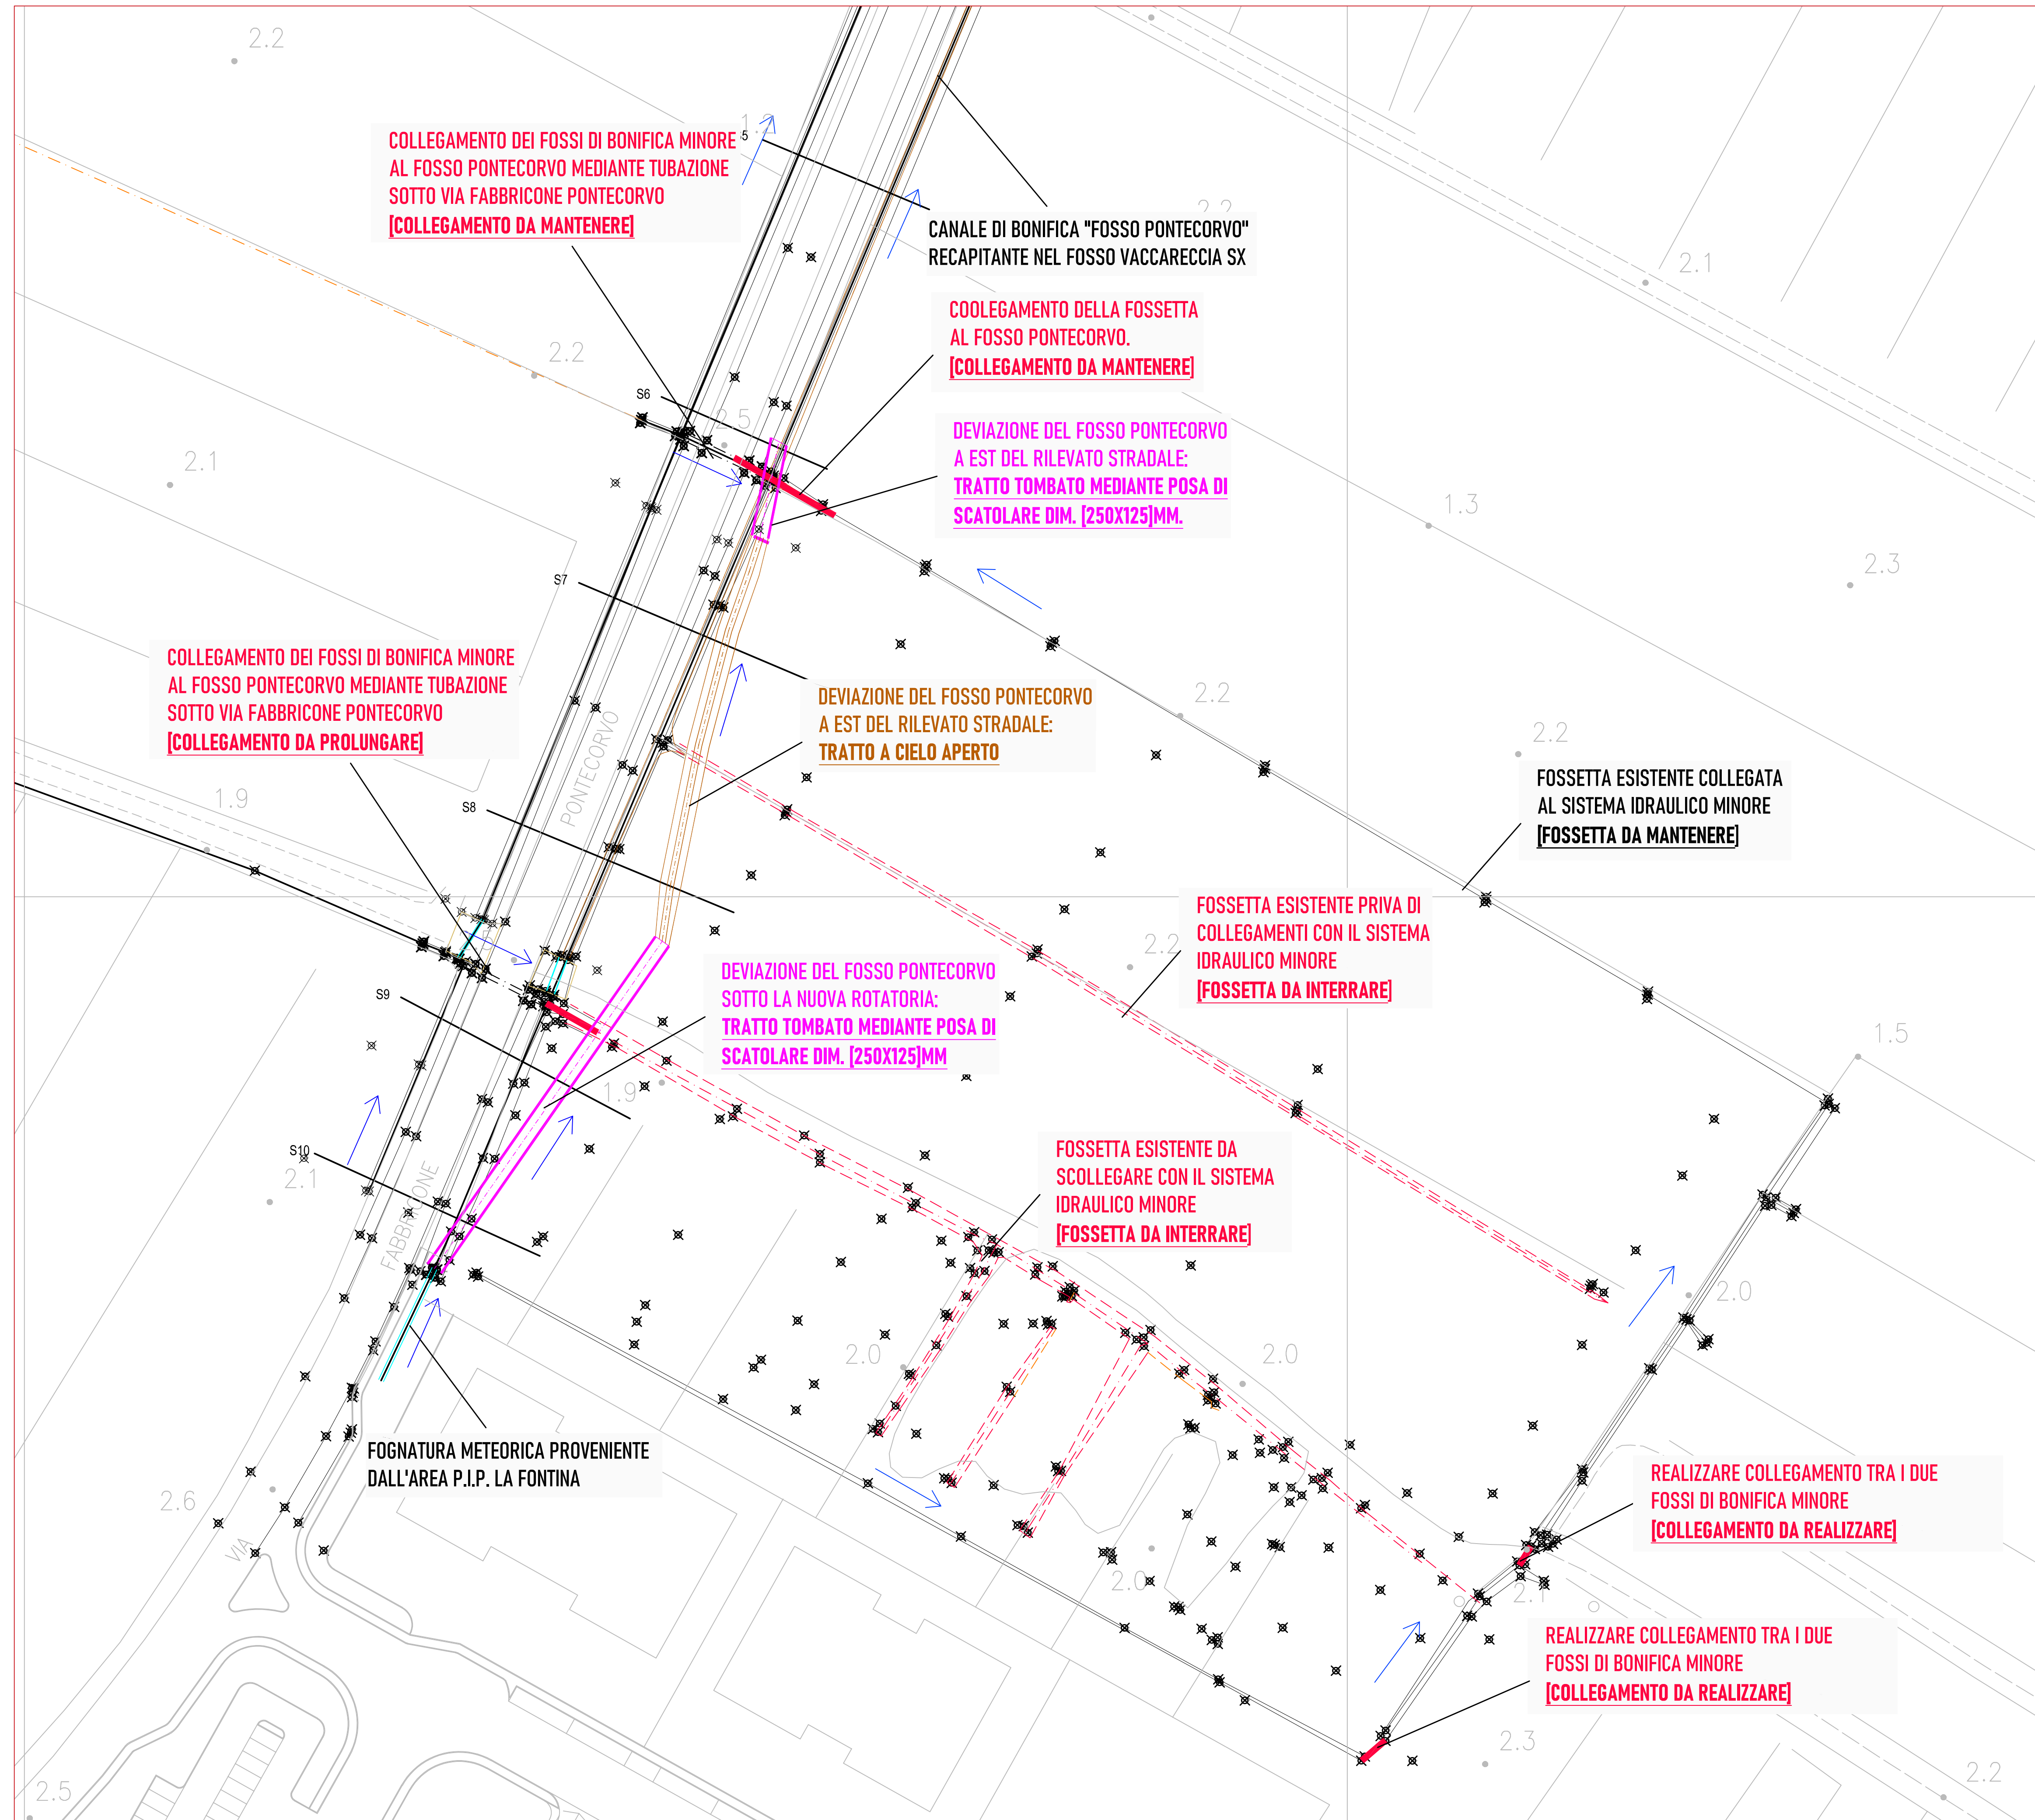 2.2
COLLEGAMENTO DEI FOSSI DI BONIFICA MINORE
AL FOSSO PONTECORVO MEDIANTE TUBAZIONE
SOTTO VIA FABBRICONE PONTECORVO
[COLLEGAMENTO DA MANTENERE]
1.2
2.2
CANALE DI BONIFICA "FOSSO PONTECORVO"
RECAPITANTE NEL FOSSO VACCARECCIA SX
2.1
COOLEGAMENTO DELLA FOSSETTA
AL FOSSO PONTECORVO.
[COLLEGAMENTO DA MANTENERE]
2.2
S6
2.5
DEVIAZIONE DEL FOSSO PONTECORVO
A EST DEL RILEVATO STRADALE:
TRATTO TOMBATO MEDIANTE POSA DI
SCATOLARE DIM. [250X125]MM.
2.1
1.3
2.3
S7
COLLEGAMENTO DEI FOSSI DI BONIFICA MINORE
AL FOSSO PONTECORVO MEDIANTE TUBAZIONE
SOTTO VIA FABBRICONE PONTECORVO
[COLLEGAMENTO DA PROLUNGARE]
PONTECORVO
DEVIAZIONE DEL FOSSO PONTECORVO
A EST DEL RILEVATO STRADALE:
TRATTO A CIELO APERTO
2.2
2.2
FOSSETTA ESISTENTE COLLEGATA
AL SISTEMA IDRAULICO MINORE
[FOSSETTA DA MANTENERE]
1.9
S8
FOSSETTA ESISTENTE PRIVA DI
COLLEGAMENTI CON IL SISTEMA
IDRAULICO MINORE
[FOSSETTA DA INTERRARE]
2.2
DEVIAZIONE DEL FOSSO PONTECORVO
SOTTO LA NUOVA ROTATORIA:
TRATTO TOMBATO MEDIANTE POSA DI
SCATOLARE DIM. [250X125]MM
S9
1.5
1.9
S10
2.1
FABBRICONE
FOSSETTA ESISTENTE DA
SCOLLEGARE CON IL SISTEMA
IDRAULICO MINORE
[FOSSETTA DA INTERRARE]
2.0
2.0
2.0
FOGNATURA METEORICA PROVENIENTE
DALL'AREA P.I.P. LA FONTINA
2.6
VIA
REALIZZARE COLLEGAMENTO TRA I DUE
FOSSI DI BONIFICA MINORE
[COLLEGAMENTO DA REALIZZARE]
2.0
2.1
REALIZZARE COLLEGAMENTO TRA I DUE
FOSSI DI BONIFICA MINORE
[COLLEGAMENTO DA REALIZZARE]
2.3
2.2
2.5